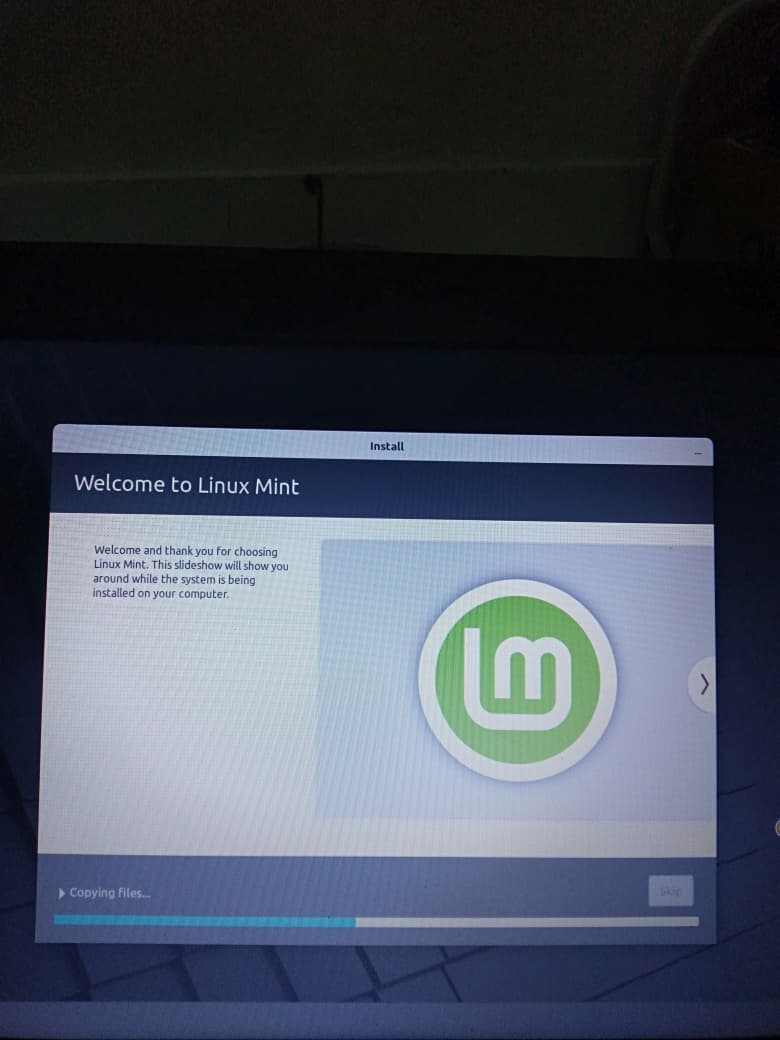 Install
Welcome to Linux Mint
Welcome and thank you for choosing
Linux Mint. This slideshow will show you
around while the system is being
installed on your computer.
Copying files...
Skip